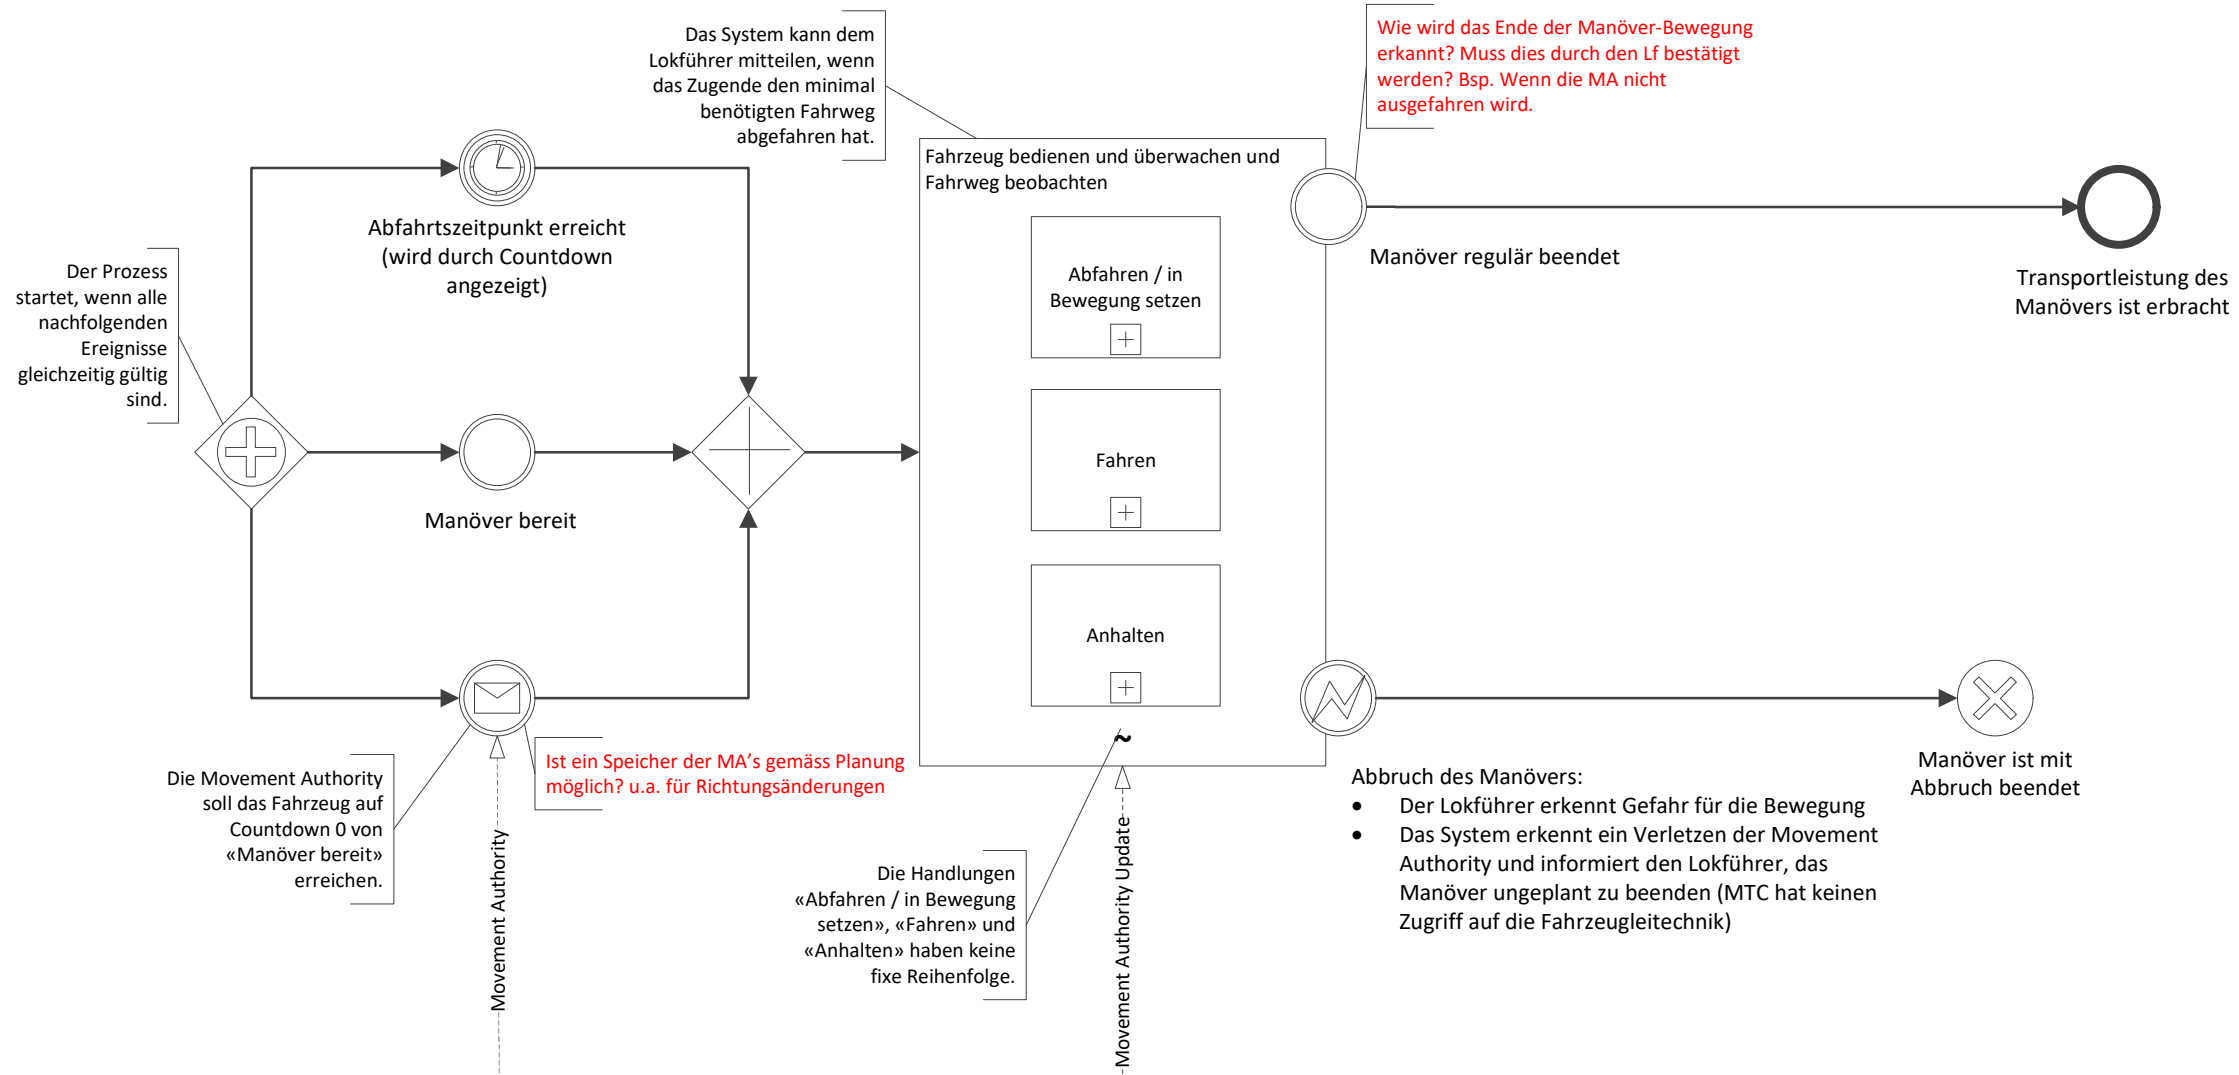 Das System kann dem
Lokführer mitteilen, wenn
das Zugende den minimal
benötigten Fahrweg
abgefahren hat.
Wie wird das Ende der Manöver-Bewegung
erkannt? Muss dies durch den Lf bestätigt
werden? Bsp. Wenn die MA nicht
ausgefahren wird.
Abfahrtszeitpunkt erreicht
(wird durch Countdown
angezeigt)
Der Prozess
startet, wenn alle
nachfolgenden
Ereignisse
gleichzeitig gültig
sind.
Manöver bereit
Die Movement Authority
soll das Fahrzeug auf
Countdown 0 von
«Manöver bereit»
erreichen.
Ist ein Speicher der MA's gemäss Planung
möglich? u.a. für Richtungsänderungen
Movement Authority
Fahrzeug bedienen und überwachen und
Fahrweg beobachten
Abfahren / in
Bewegung setzen
Fahren
Anhalten
~
Die Handlungen
«Abfahren / in Bewegung
setzen», «Fahren» und
«Anhalten» haben keine
fixe Reihenfolge.
Movement Authority Update
Manöver regulär beendet
Transportleistung des
Manövers ist erbracht
Abbruch des Manövers:
• Der Lokführer erkennt Gefahr für die Bewegung
• Das System erkennt ein Verletzen der Movement
Authority und informiert den Lokführer, das
Manöver ungeplant zu beenden (MTC hat keinen
Zugriff auf die Fahrzeugleitechnik)
Manöver ist mit
Abbruch beendet